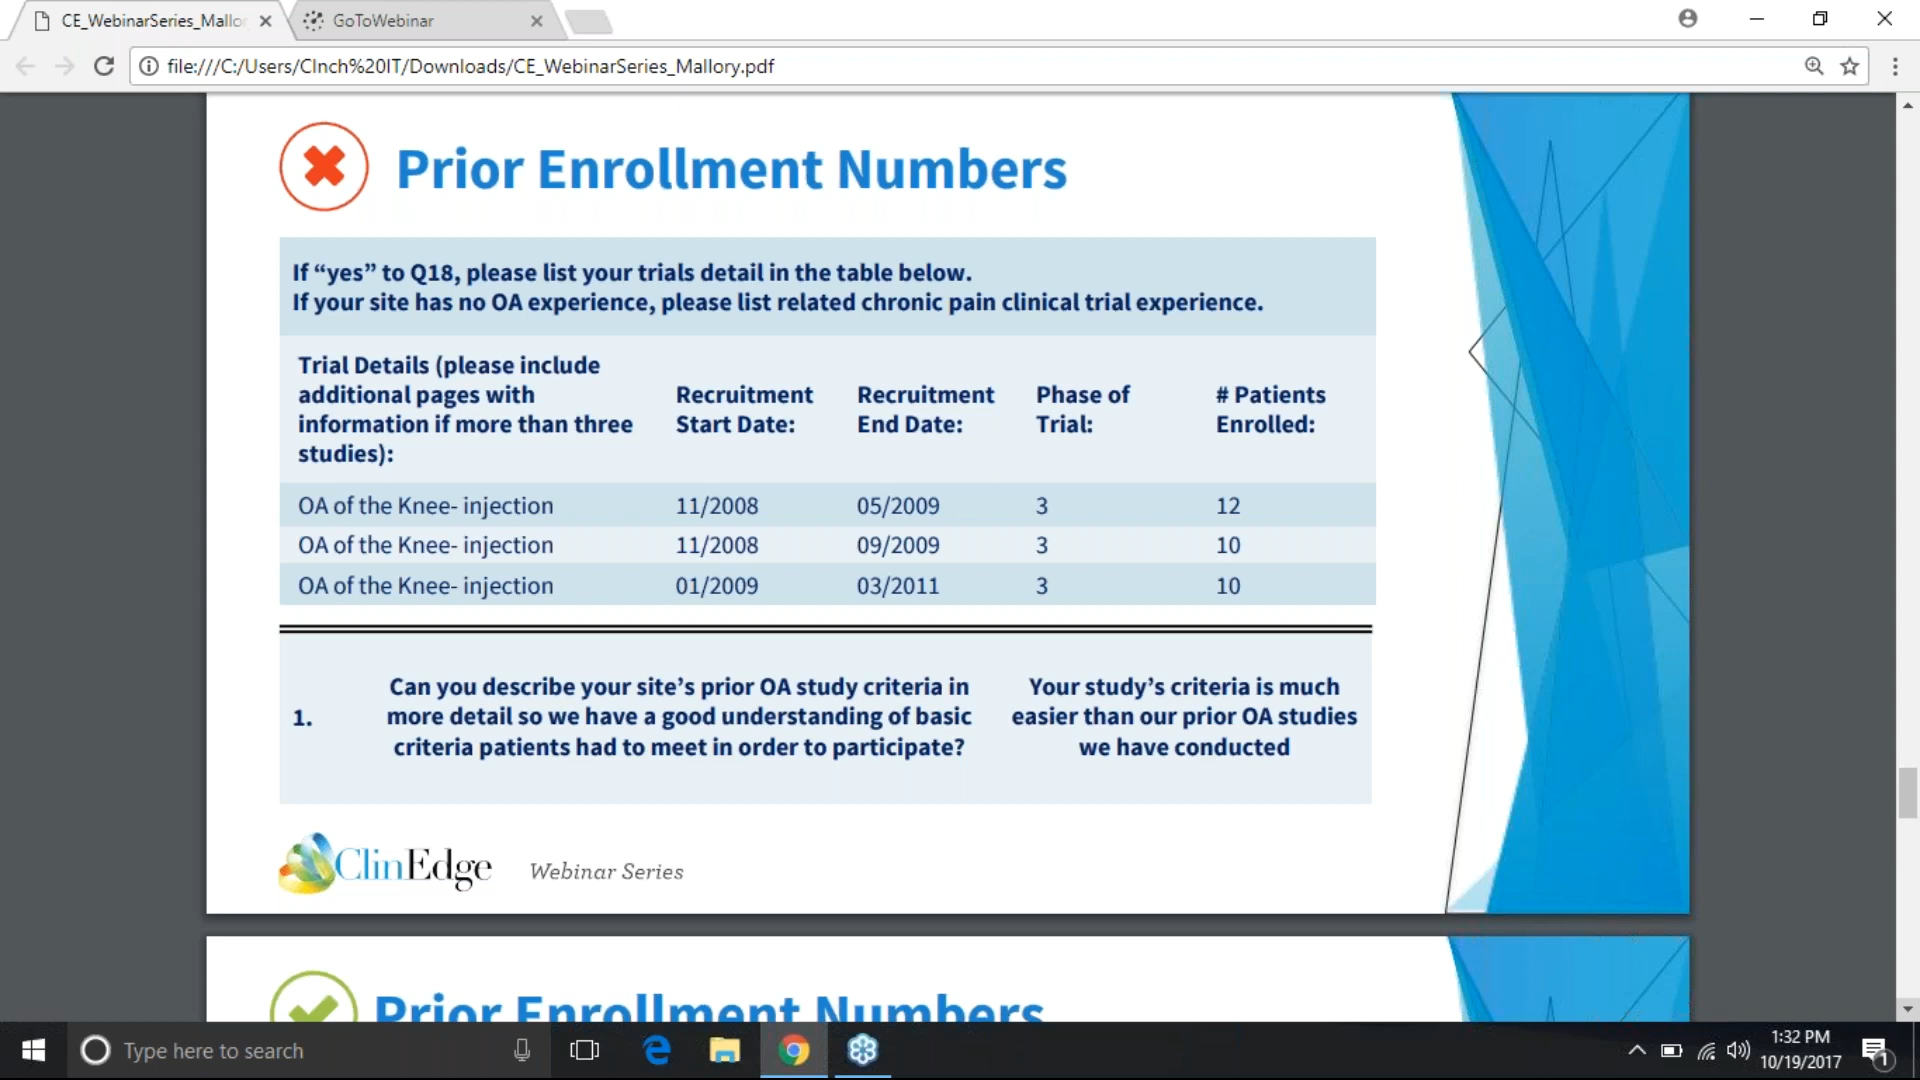 CE_WebinarSeries_Mallor
GoToWebinar
file:///C:/Users/CInch%20IT/Downloads/CE_WebinarSeries_Mallory.pdf
Prior Enrollment Numbers
If “yes” to Q18, please list your trials detail in the table below.
If your site has no OA experience, please list related chronic pain clinical trial experience.
Trial Details (please include
additional pages with
information if more than three
studies):
Recruitment
Start Date:
Recruitment
End Date:
Phase of
Trial:
# Patients
Enrolled:
OA of the Knee- injection 11/2008 05/2009 3 12
OA of the Knee- injection 11/2008 09/2009 3 10
OA of the Knee- injection 01/2009 03/2011 3 10
1.
Can you describe your site’s prior OA study criteria in
more detail so we have a good understanding of basic
criteria patients had to meet in order to participate?
Your study’s criteria is much
easier than our prior OA studies
we have conducted
ClinEdge Webinar Series
Prior Enrollment Numbers
Type here to search
1:32 PM
10/19/2017
1